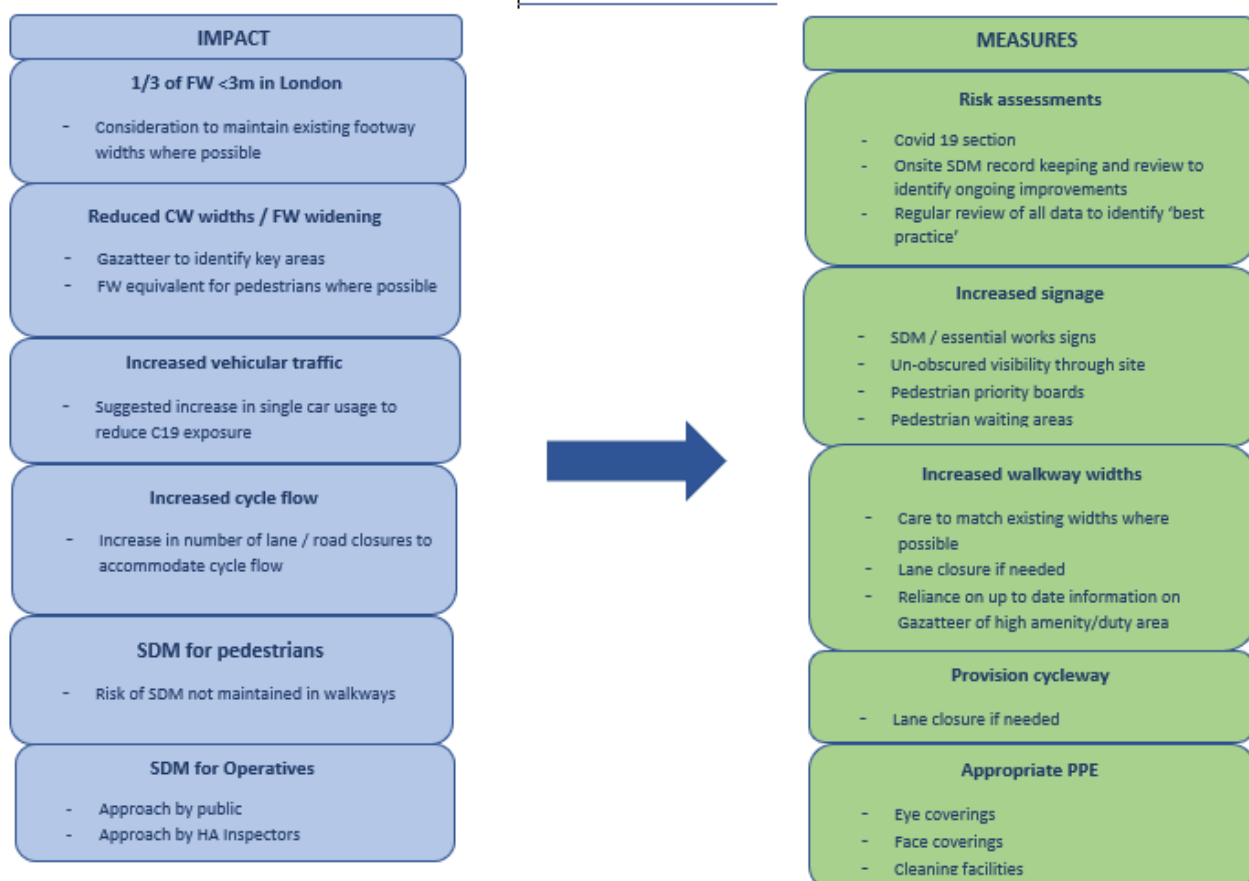 IMPACT
1/3 of FW <3m in London
- Consideration to maintain existing footway
widths where possible
Reduced CW widths / FW widening
- Gazatteer to identify key areas
- FW equivalent for pedestrians where possible
Increased vehicular traffic
- Suggested increase in single car usage to
reduce C19 exposure
Increased cycle flow
- Increase in number of lane / road closures to
accommodate cycle flow
SDM for pedestrians
- Risk of SDM not maintained in walkways
SDM for Operatives
- Approach by public
- Approach by HA Inspectors
MEASURES
Risk assessments
- Covid 19 section
- Onsite SDM record keeping and review to
identify ongoing improvements
- Regular review of all data to identify ‘best
practice’
Increased signage
- SDM / essential works signs
- Un-obscured visibility through site
- Pedestrian priority boards
- Pedestrian waiting areas
Increased walkway widths
- Care to match existing widths where
possible
- Lane closure if needed
- Reliance on up to date information on
Gazatteer of high amenity/duty area
Provision cycleway
- Lane closure if needed
Appropriate PPE
- Eye coverings
- Face coverings
- Cleaning facilities